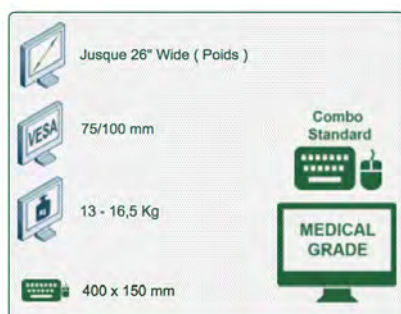 Jusque 26" Wide ( Poids )
VESA
75/100 mm
KG
13 - 16,5 Kg
400 x 150 mm
Combo
Standard
MEDICAL
GRADE